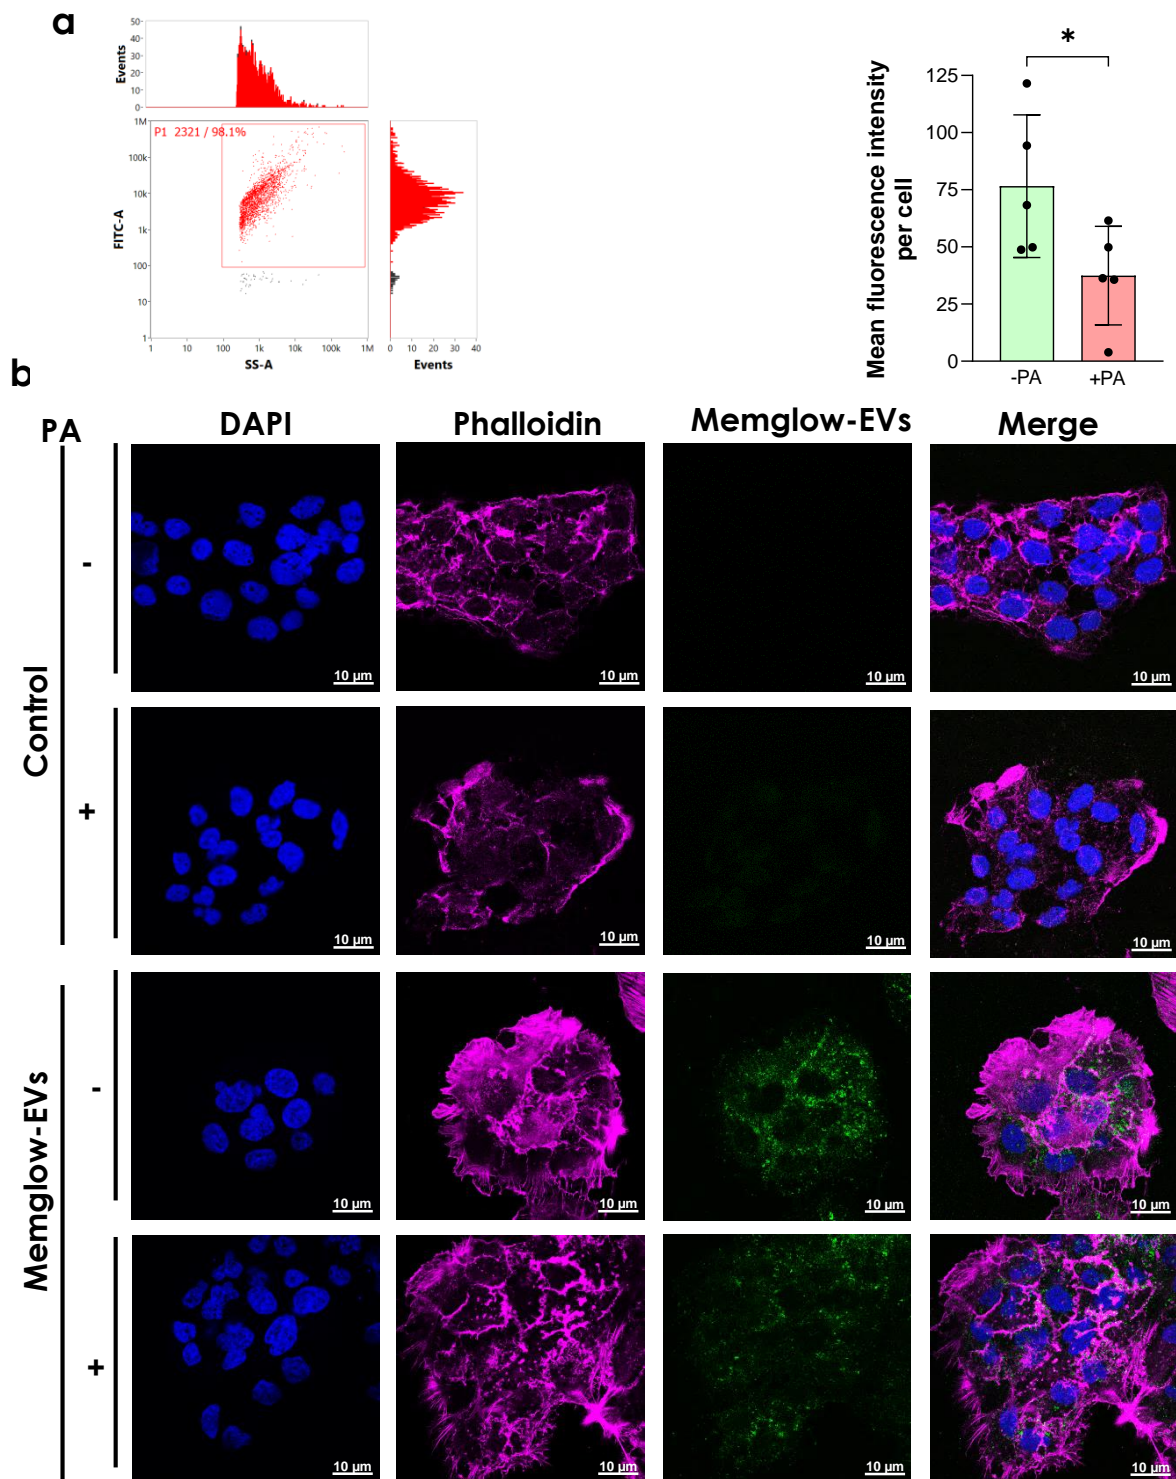 a
50
40
30
20
10
0
Events
P1 2321 / 98.1%
1M
100k
10k
1k
100
10
1
FITC-A
1 10 100 1k 10k 100k 1M
SS-A
0 10 20 30 40
Events
*
Mean fluorescence intensity
per cell
125
100
75
50
25
0
-PA +PA
b
PA DAPI Phalloidin Memglow-EVs Merge
Control
-
10 µm 10 µm 10 µm 10 µm
+
10 µm 10 µm 10 µm 10 µm
Memglow-EVs
-
10 µm 10 µm 10 µm 10 µm
+
10 µm 10 µm 10 µm 10 µm